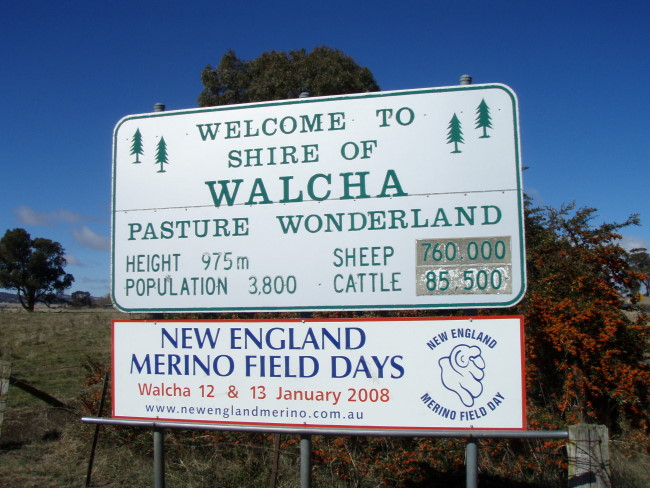 WELCOME TO
SHIRE OF
WALCHA
PASTURE WONDERLAND
HEIGHT 975m
POPULATION 3,800
SHEEP 760.000
CATTLE 85.500
NEW ENGLAND
MERINO FIELD DAYS
Walcha 12 & 13 January 2008
www.newenglandmerino.com.au
NEW ENGLAND
MERINO FIELD DAY